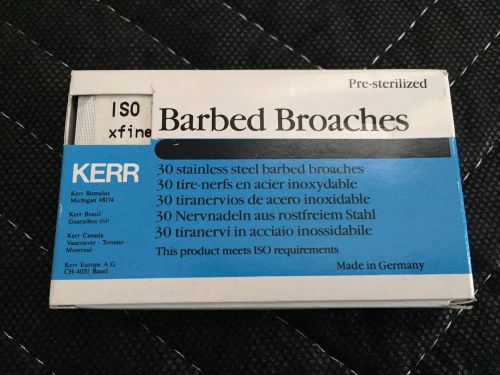 Pre-sterilized
ISO
xfine
Barbed Broaches
KERR
Kerr Romulus
Michigan 48174
Kerr Brasil
Guarulhos SSP
Kerr Canada
Vancouver - Toronto -
Montreal
Kerr Europe A.G.
CH-4051 Basel
30 stainless steel barbed broaches
30 tire-nerfs en acier inoxydable
30 tiranervios de acero inoxidable
30 Nervnadeln aus rostfreiem Stahl
30 tiranervi in acciaio inossidabile
This product meets ISO requirements
Made in Germany